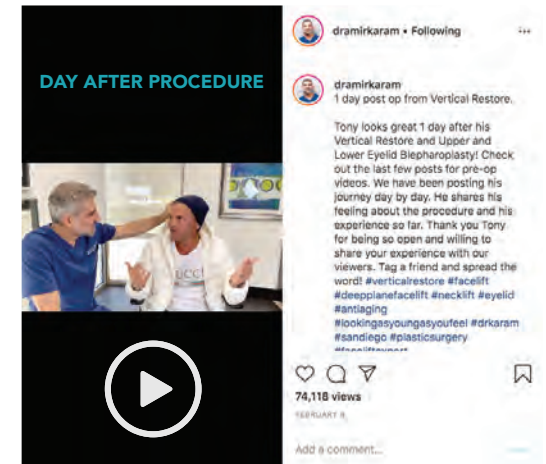 DAY AFTER PROCEDURE
dramirkaram • Following
dramirkaram
1 day post op from Vertical Restore.
Tony looks great 1 day after his
Vertical Restore and Upper and
Lower Eyelid Blepharoplasty! Check
out the last few posts for pre-op
videos. We have been posting his
journey day by day. He shares his
feeling about the procedure and his
experience so far. Thank you Tony
for being so open and willing to
share your experience with our
viewers. Tag a friend and spread the
word! #verticalrestore #facelift
#deepplanefacelift #necklift #eyelid
#antiaging
#lookingasyoungasyoufeel #drkaram
#sandiego #plasticsurgery
74,118 views
FEBRUARY
Add a comment...